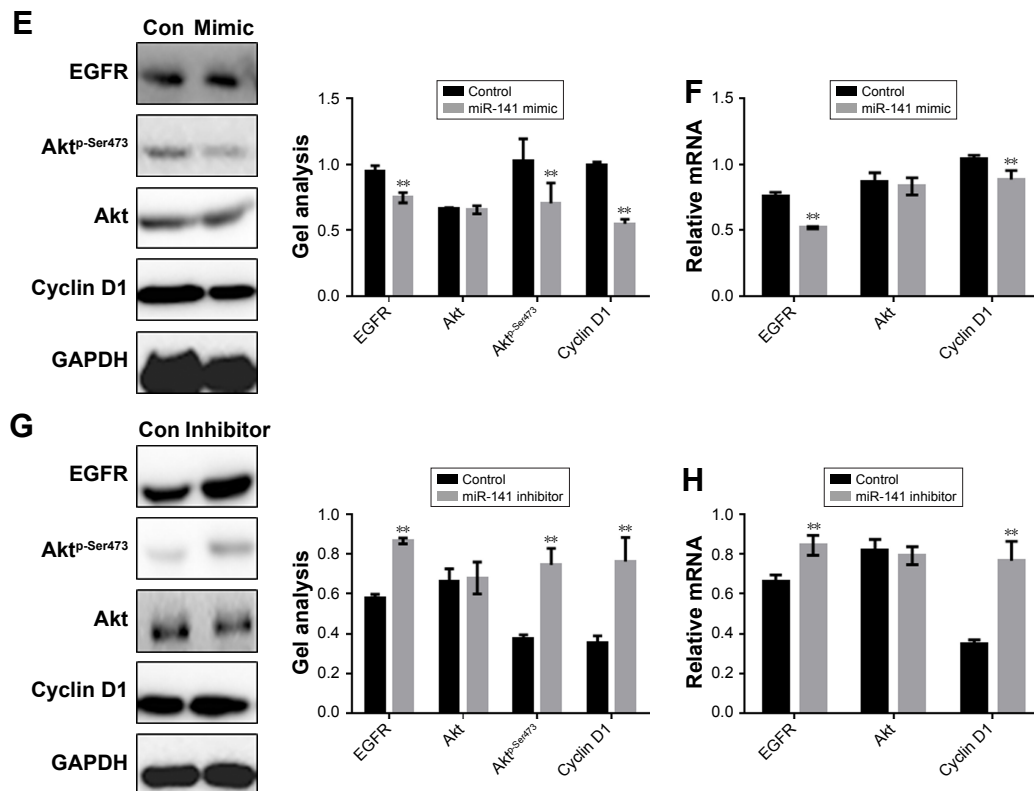 E
Con Mimic
EGFR
Aktp-Ser473
Akt
Cyclin D1
GAPDH
Control
miR-141 mimic
Gel analysis
1.5
1.0
0.5
0.0
EGFR
Akt
Aktp-Ser473
Cyclin D1
**
**
**
F
Control
miR-141 mimic
Relative mRNA
1.5
1.0
0.5
0.0
EGFR
Akt
Cyclin D1
**
**
G
Con Inhibitor
EGFR
Aktp-Ser473
Akt
Cyclin D1
GAPDH
Control
miR-141 inhibitor
Gel analysis
1.0
0.8
0.6
0.4
0.2
0.0
EGFR
Akt
Aktp-Ser473
Cyclin D1
**
**
**
H
Control
miR-141 inhibitor
Relative mRNA
1.0
0.8
0.6
0.4
0.2
0.0
EGFR
Akt
Cyclin D1
**
**